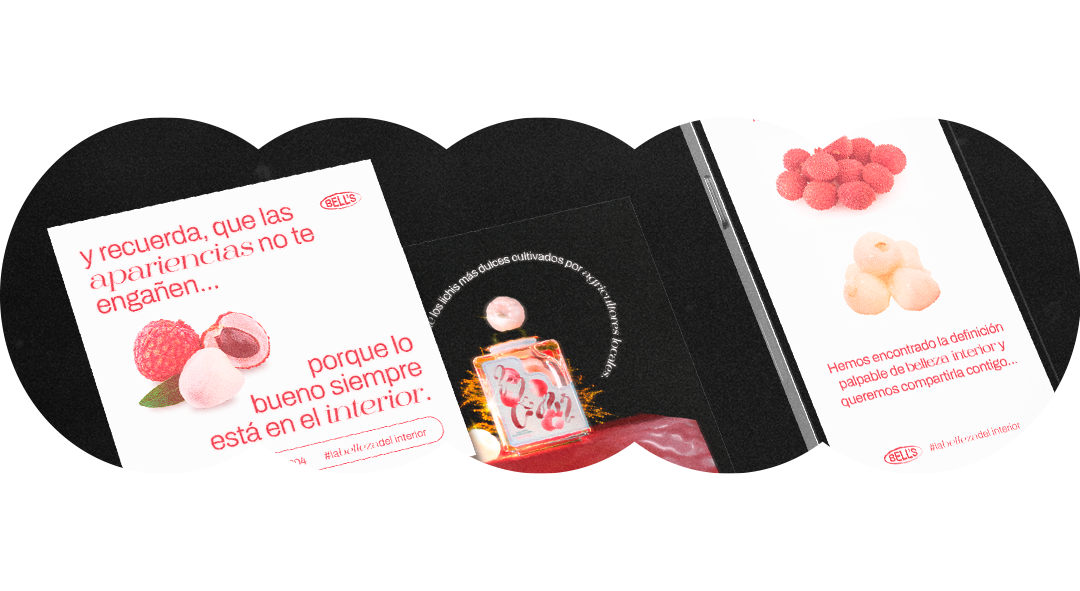 BELL'S
y recuerda, que las
apariencias no te
engañen...
porque lo
bueno siempre
está en el interior.
#labellezadel interior
los lichis más dulces cultivados por agricultores locales.
Hemos encontrado la definición
palpable de belleza interior y
queremos compartirla contigo...
BELL'S
#labellezadel interior